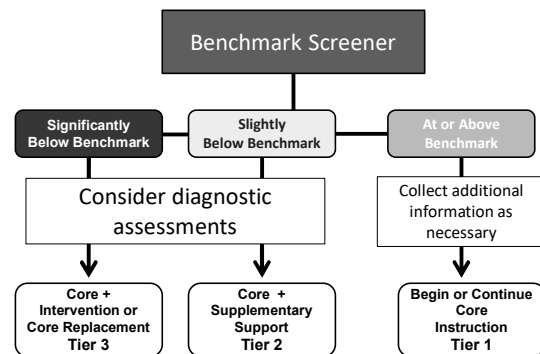 Benchmark Screener
Significantly
Below Benchmark
Slightly
Below Benchmark
At or Above
Benchmark
Consider diagnostic
assessments
Collect additional
information as
necessary
Core +
Intervention or
Core Replacement
Tier 3
Core +
Supplementary
Support
Tier 2
Begin or Continue
Core
Instruction
Tier 1